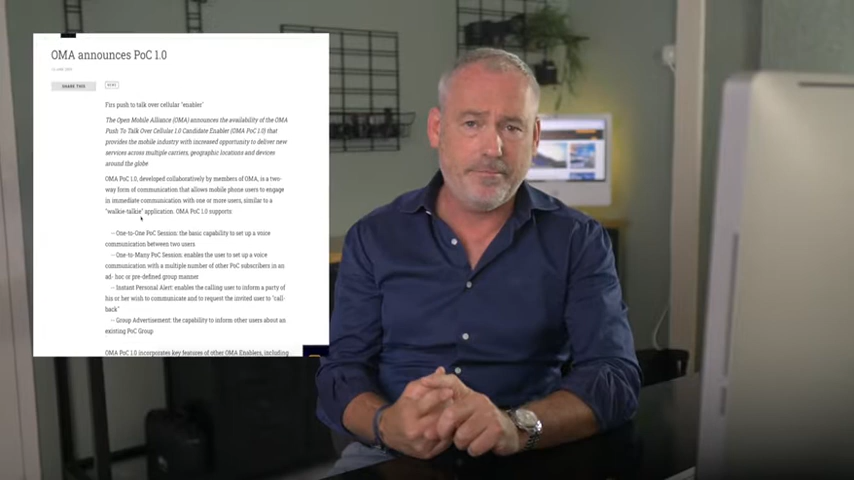 OMA announces PoC 1.0
SHARE THIS
NEWS
Firs push to talk over cellular "enabler"
The Open Mobile Alliance (OMA) announces the availability of the OMA
Push To Talk Over Cellular 1.0 Candidate Enabler (OMA PoC 1.0) that
provides the mobile industry with increased opportunity to deliver new
services across multiple carriers, geographic locations and devices
around the globe
OMA PoC 1.0, developed collaboratively by members of OMA, is a two-
way form of communication that allows mobile phone users to engage
in immediate communication with one or more users, similar to a
"walkie-talkie" application. OMA PoC 1.0 supports
-- One-to-One PoC Session: the basic capability to set up a voice
communication between two users
-- One-to-Many PoC Session: enables the user to set up a voice
communication with a multiple number of other PoC subscribers in an
ad- hoc or pre-defined group manner
-- Instant Personal Alert: enables the calling user to inform a party of
his or her wish to communicate and to request the invited user to "call-
back"
-- Group Advertisement: the capability to inform other users about an
existing PoC Group
OMA PoC 1.0 incorporates key features of other OMA Enablers, including